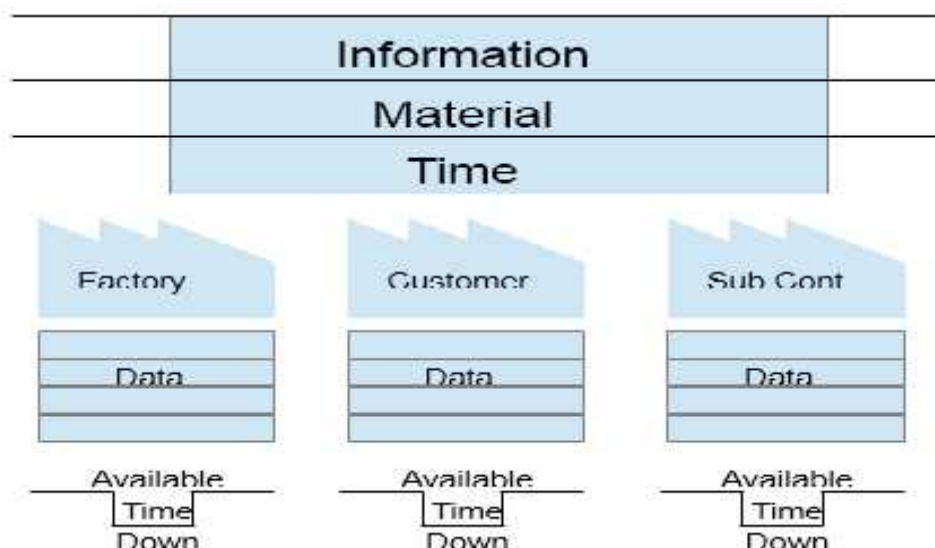 Information
Material
Time
Factory Customer Sub Cont
Data Data Data
Available Available Available
Time Time Time
Down Down Down